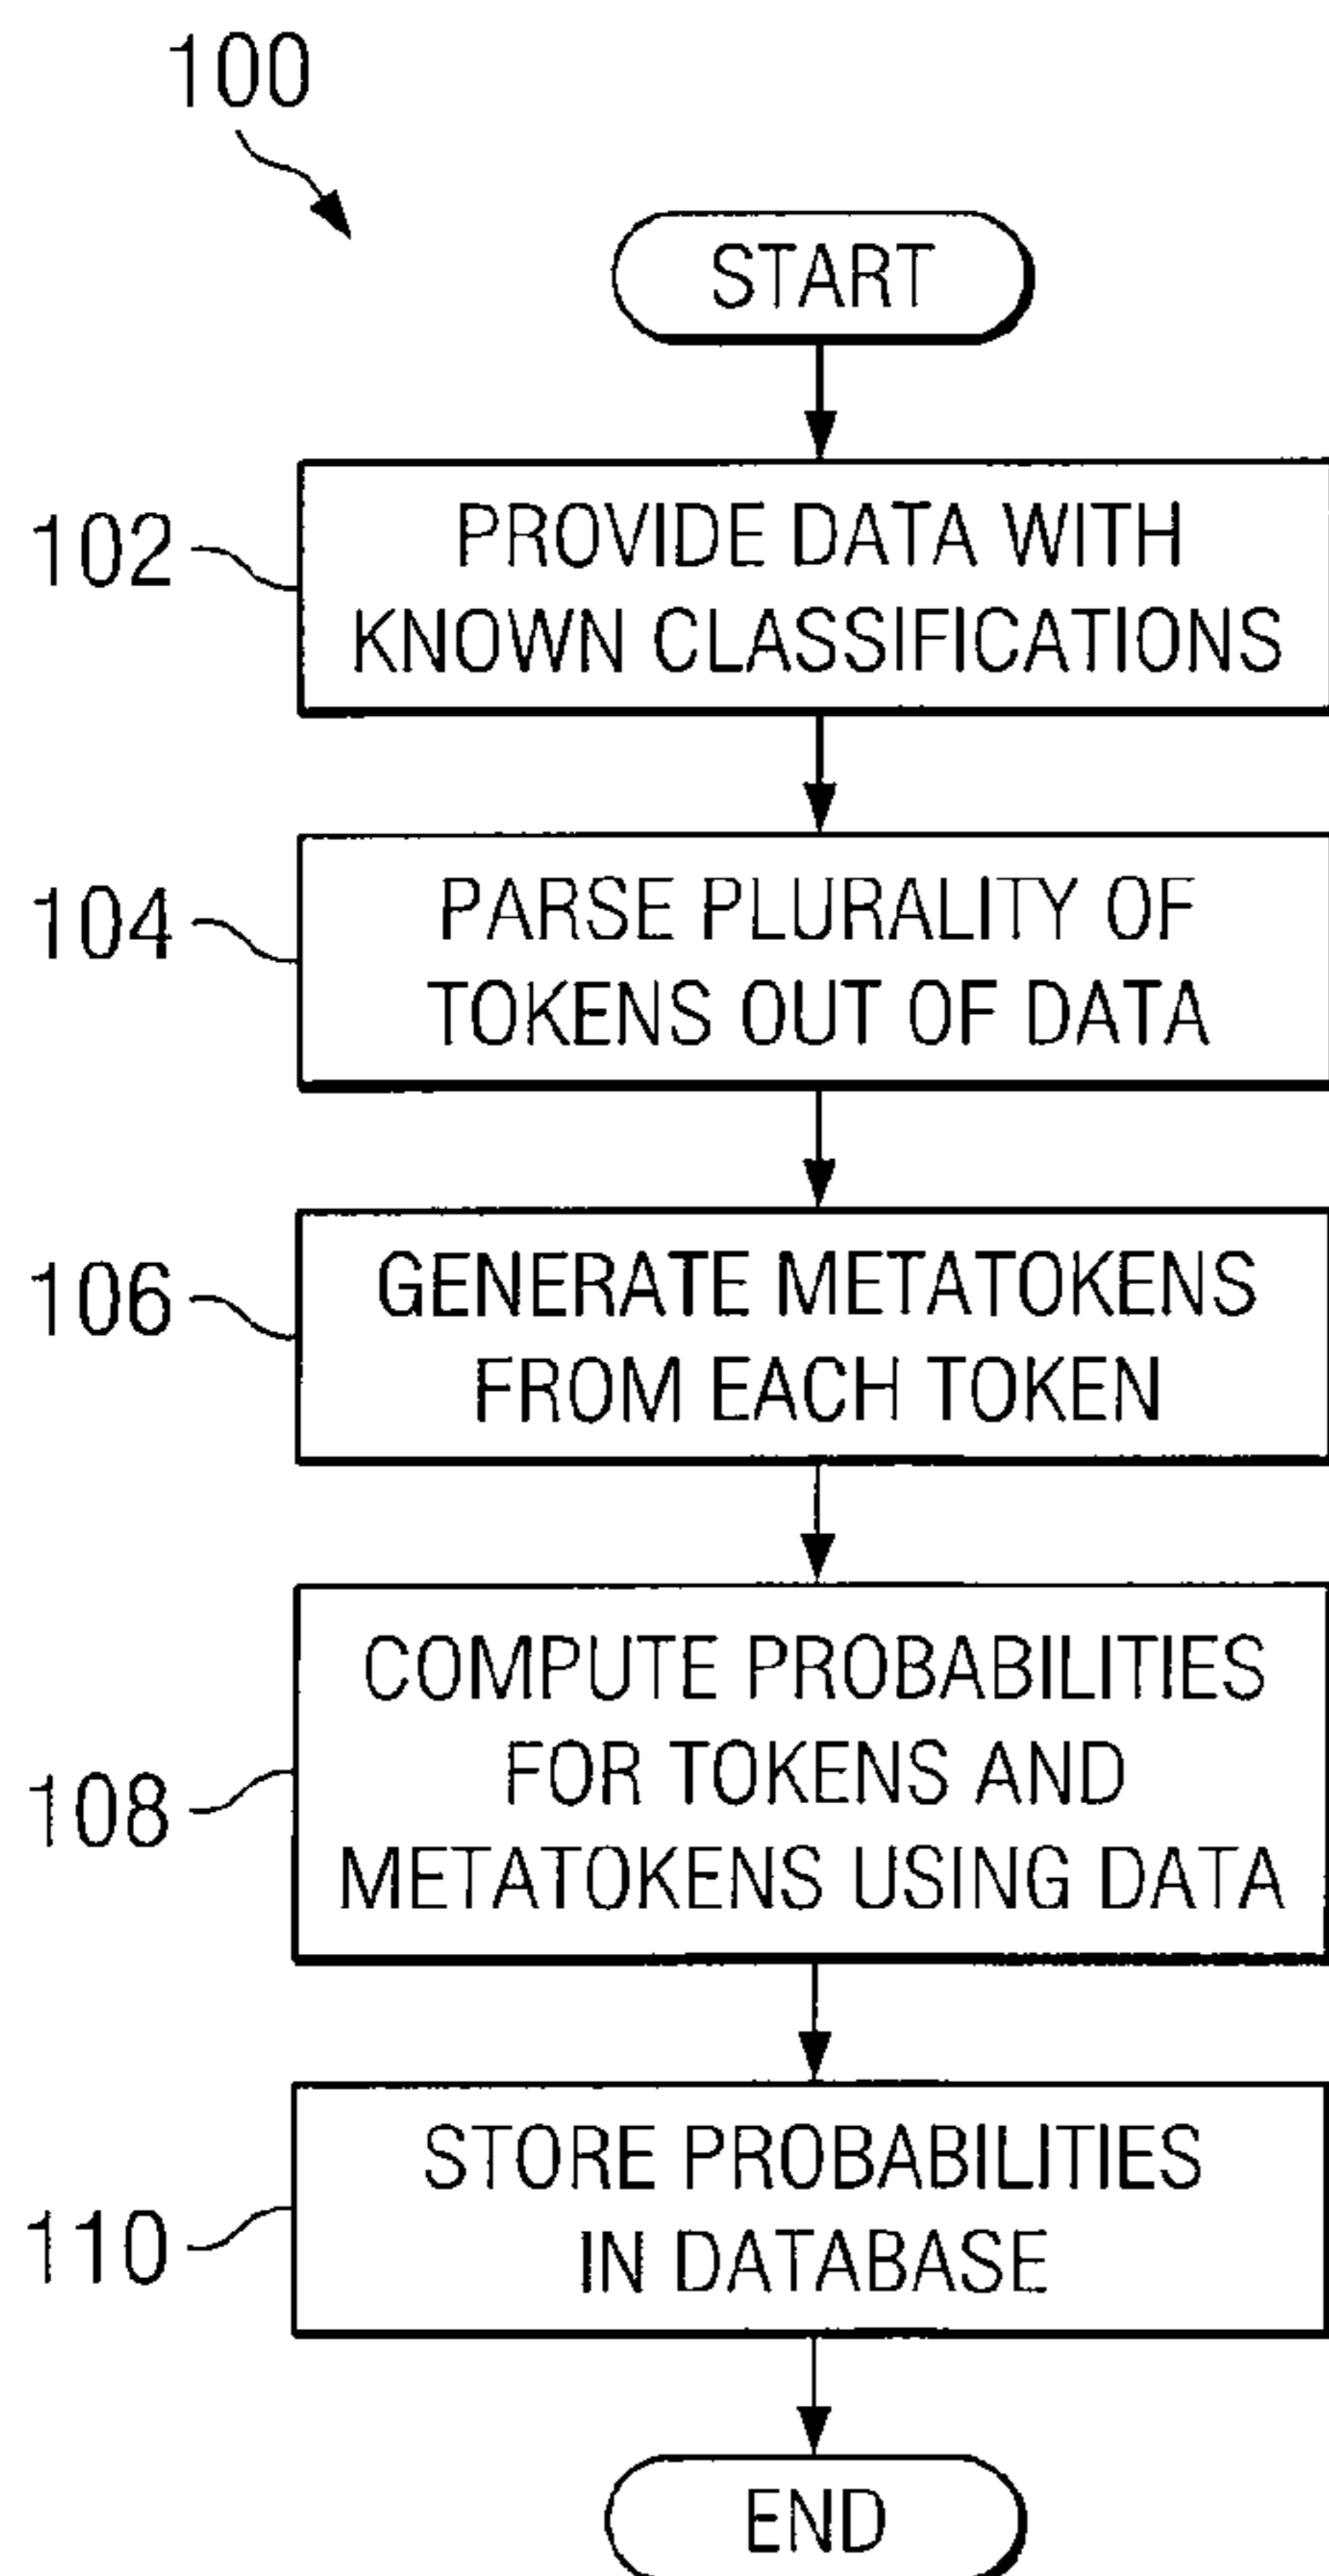 100
START
102
PROVIDE DATA WITH
KNOWN CLASSIFICATIONS
104
PARSE PLURALITY OF
TOKENS OUT OF DATA
106
GENERATE METATOKENS
FROM EACH TOKEN
108
COMPUTE PROBABILITIES
FOR TOKENS AND
METATOKENS USING DATA
110
STORE PROBABILITIES
IN DATABASE
END